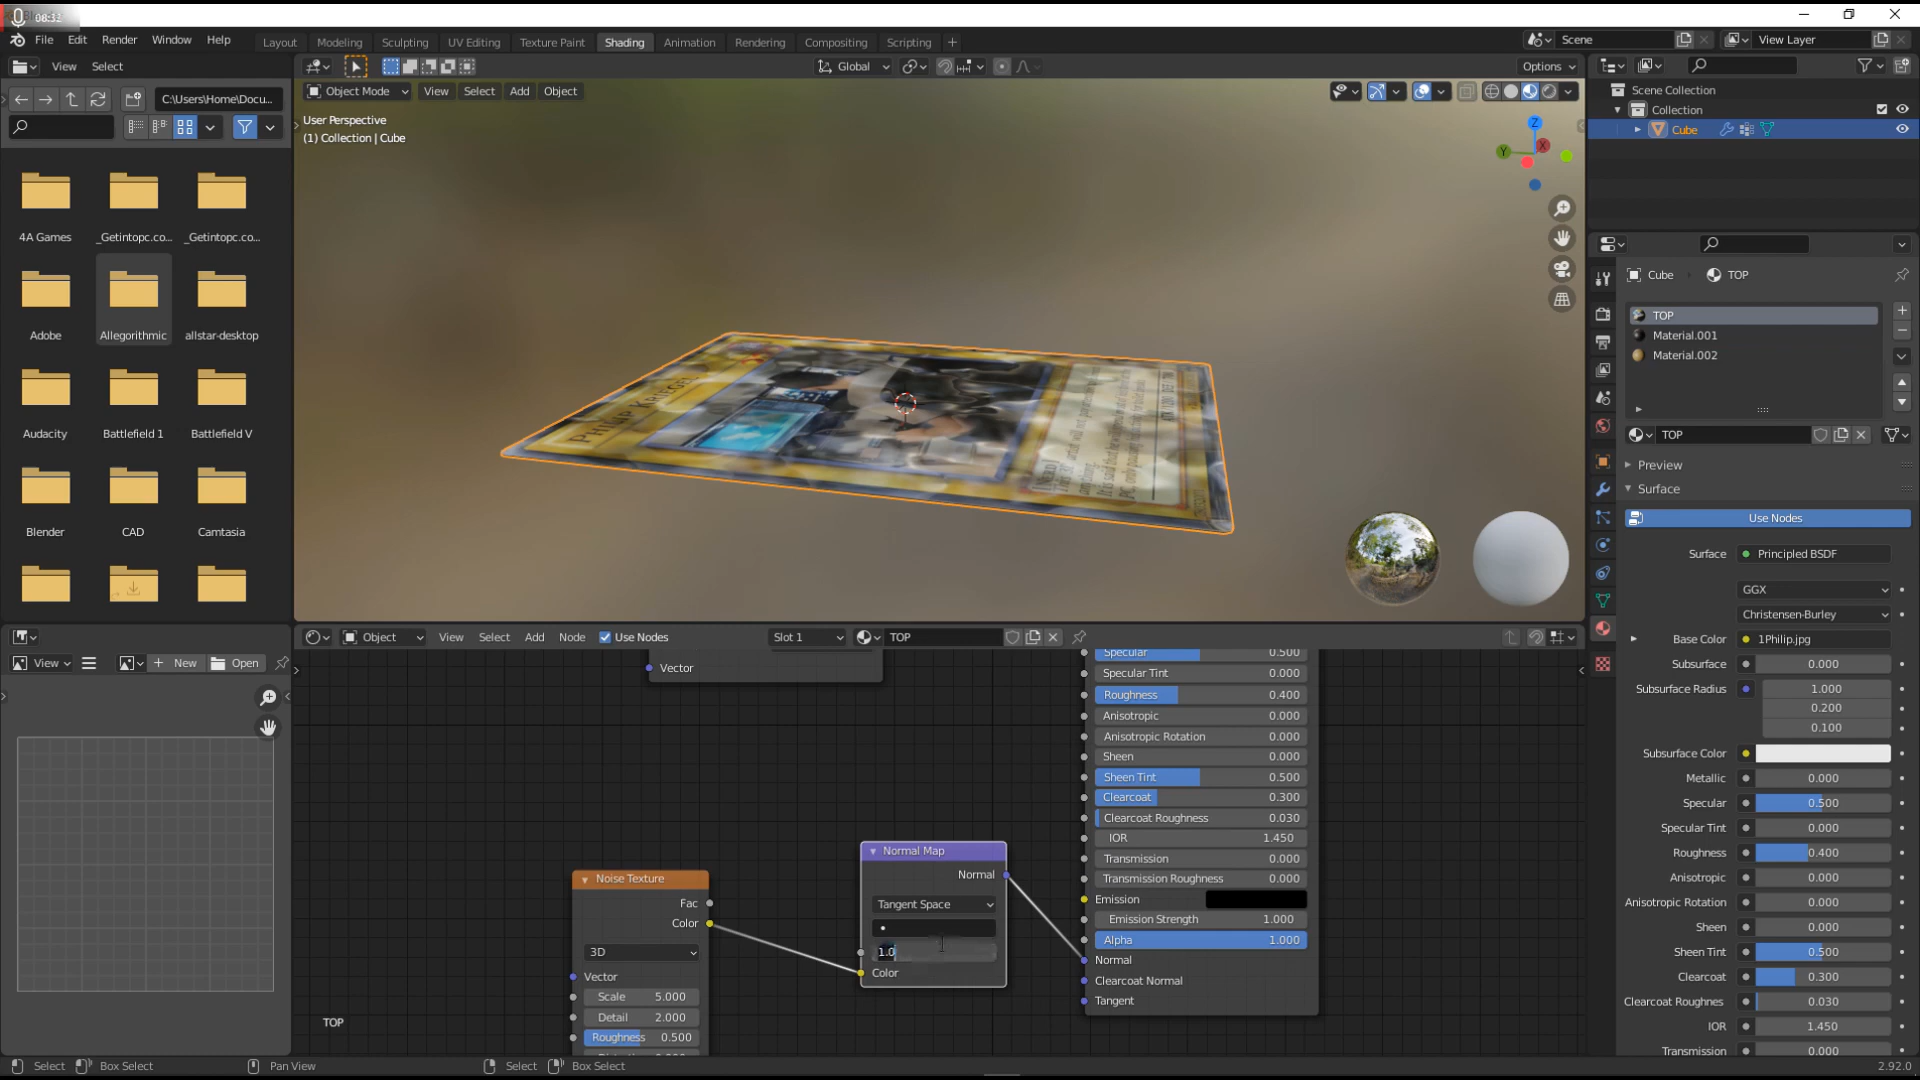 08:32
File Edit Render Window Help
Layout Modeling Sculpting UV Editing Texture Paint Shading Animation Rendering Compositing Scripting +
Scene
View Layer
View Select
Global
Options
C:\Users\Home\Docu...
Object Mode View Select Add Object
User Perspective
(1) Collection | Cube
Z
Y
X
4A Games
_Getintopc.co...
_Getintopc.co...
Adobe
Allegorithmic
allstar-desktop
Audacity
Battlefield 1
Battlefield V
Blender
CAD
Camtasia
PHILIP KRIEGEL
Scene Collection
Collection
Cube
Cube TOP
TOP
Material.001
Material.002
TOP
Preview
Surface
Use Nodes
Surface Principled BSDF
GGX
Christensen-Burley
Base Color 1Philip.jpg
Subsurface 0.000
Subsurface Radius 1.000
0.200
0.100
Subsurface Color
Metallic 0.000
Specular 0.500
Specular Tint 0.000
Roughness 0.400
Anisotropic 0.000
Anisotropic Rotation 0.000
Sheen 0.000
Sheen Tint 0.500
Clearcoat 0.300
Clearcoat Roughnes 0.030
IOR 1.450
Transmission 0.000
View New Open
Object View Select Add Node Use Nodes Slot 1 TOP
Vector
Specular 0.500
Specular Tint 0.000
Roughness 0.400
Anisotropic 0.000
Anisotropic Rotation 0.000
Sheen 0.000
Sheen Tint 0.500
Clearcoat 0.300
Clearcoat Roughness 0.030
IOR 1.450
Transmission 0.000
Transmission Roughness 0.000
Emission
Emission Strength 1.000
Alpha 1.000
Normal
Clearcoat Normal
Tangent
Normal Map
Normal
Tangent Space
1.0
Color
Noise Texture
Fac
Color
3D
Vector
Scale 5.000
Detail 2.000
Roughness 0.500
TOP
Select Box Select Pan View Select Box Select
2.92.0